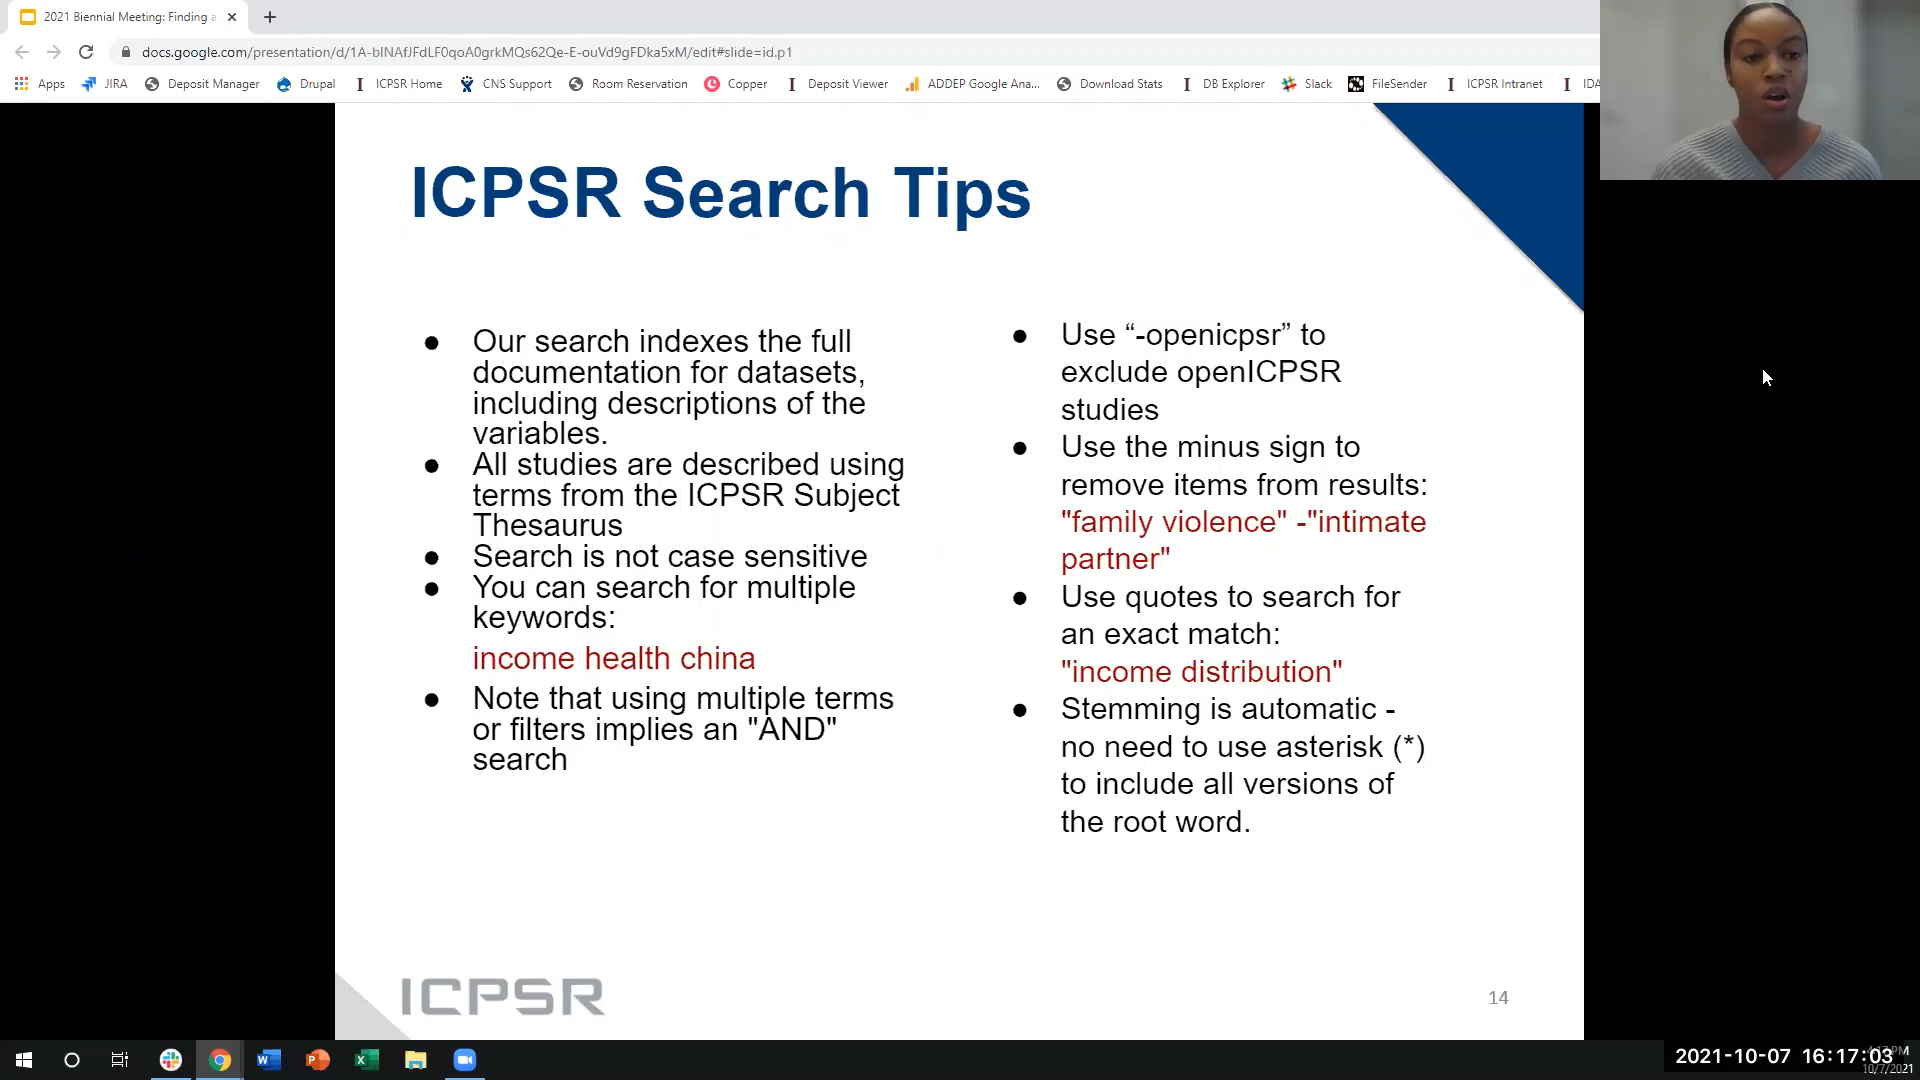 2021 Biennial Meeting: Finding a
docs.google.com/presentation/d/1A-bINAfJFdLF0qoA0grkMQs62Qe-E-ouVd9gFDka5xM/edit#slide=id.p1
Apps JIRA Deposit Manager Drupal ICPSR Home CNS Support Room Reservation Copper Deposit Viewer ADDEP Google Ana... Download Stats DB Explorer Slack FileSender ICPSR Intranet IDA
ICPSR Search Tips
● Our search indexes the full
documentation for datasets,
including descriptions of the
variables.
● All studies are described using
terms from the ICPSR Subject
Thesaurus
● Search is not case sensitive
● You can search for multiple
keywords:
income health china
● Note that using multiple terms
or filters implies an "AND"
search
● Use “-openicpsr” to
exclude openICPSR
studies
● Use the minus sign to
remove items from results:
"family violence" -"intimate
partner"
● Use quotes to search for
an exact match:
"income distribution"
● Stemming is automatic -
no need to use asterisk (*)
to include all versions of
the root word.
ICPSR
14
2021-10-07 16:17:03
10/7/2021